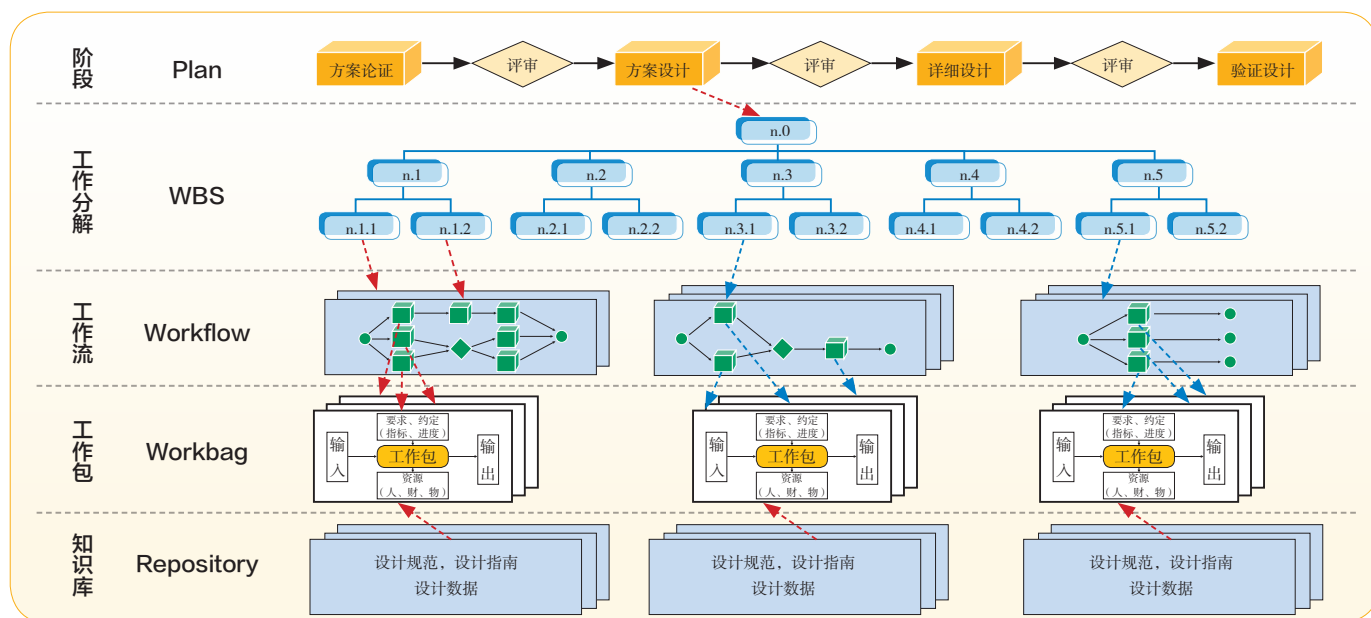 阶段
Plan
方案论证
评审
方案设计
评审
详细设计
评审
验证设计
工作分解
WBS
n.0
n.1
n.2
n.3
n.4
n.5
n.1.1
n.1.2
n.2.1
n.2.2
n.3.1
n.3.2
n.4.1
n.4.2
n.5.1
n.5.2
工作流
Workflow
工作包
Workbag
输入
要求、约定
(指标、进度)
工作包
资源
(人、财、物)
输出
输入
要求、约定
(指标、进度)
工作包
资源
(人、财、物)
输出
输入
要求、约定
(指标、进度)
工作包
资源
(人、财、物)
输出
知识库
Repository
设计规范，设计指南
设计数据
设计规范，设计指南
设计数据
设计规范，设计指南
设计数据